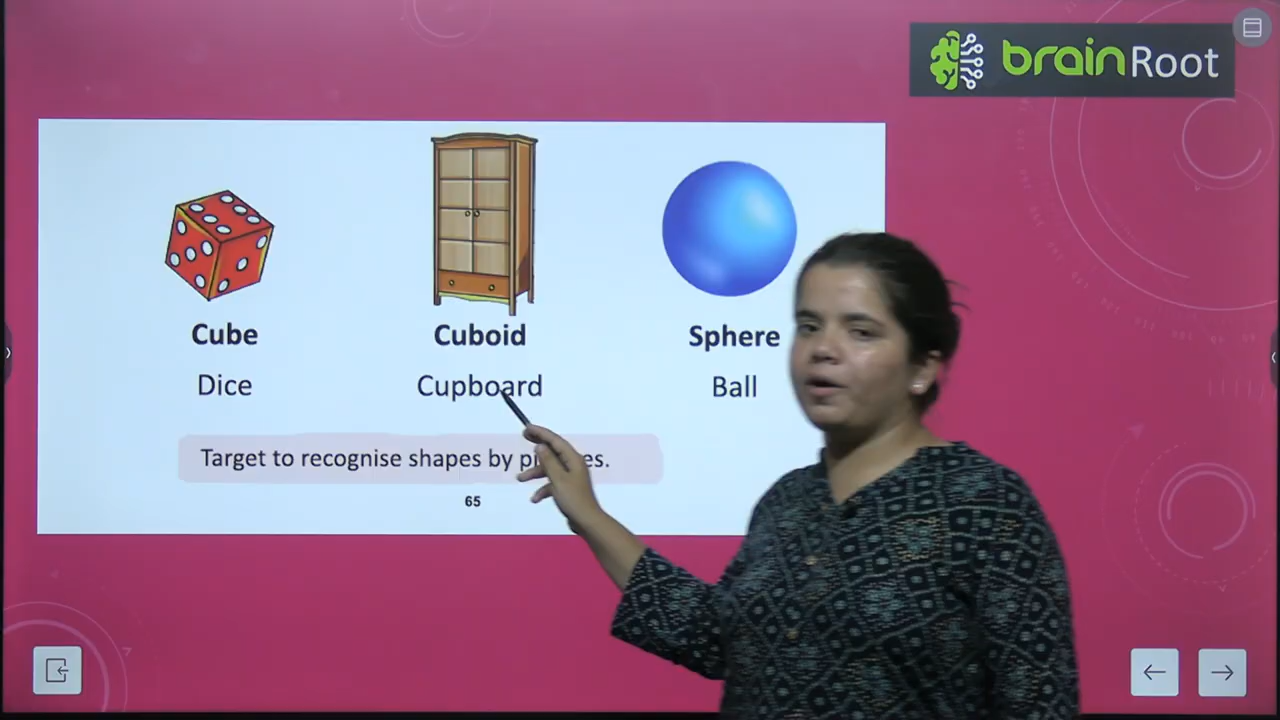 brainRoot
Cube
Cuboid
Sphere
Dice
Cupboard
Ball
Target to recognise shapes by
65